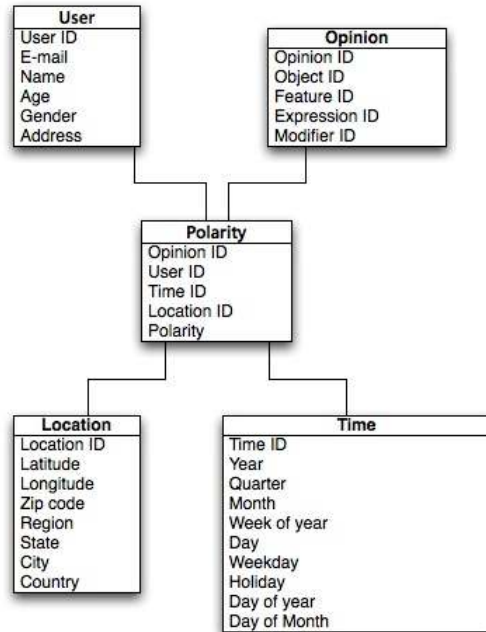 User
User ID
E-mail
Name
Age
Gender
Address
Opinion
Opinion ID
Object ID
Feature ID
Expression ID
Modifier ID
Polarity
Opinion ID
User ID
Time ID
Location ID
Polarity
Location
Location ID
Latitude
Longitude
Zip code
Region
State
City
Country
Time
Time ID
Year
Quarter
Month
Week of year
Day
Weekday
Holiday
Day of year
Day of Month